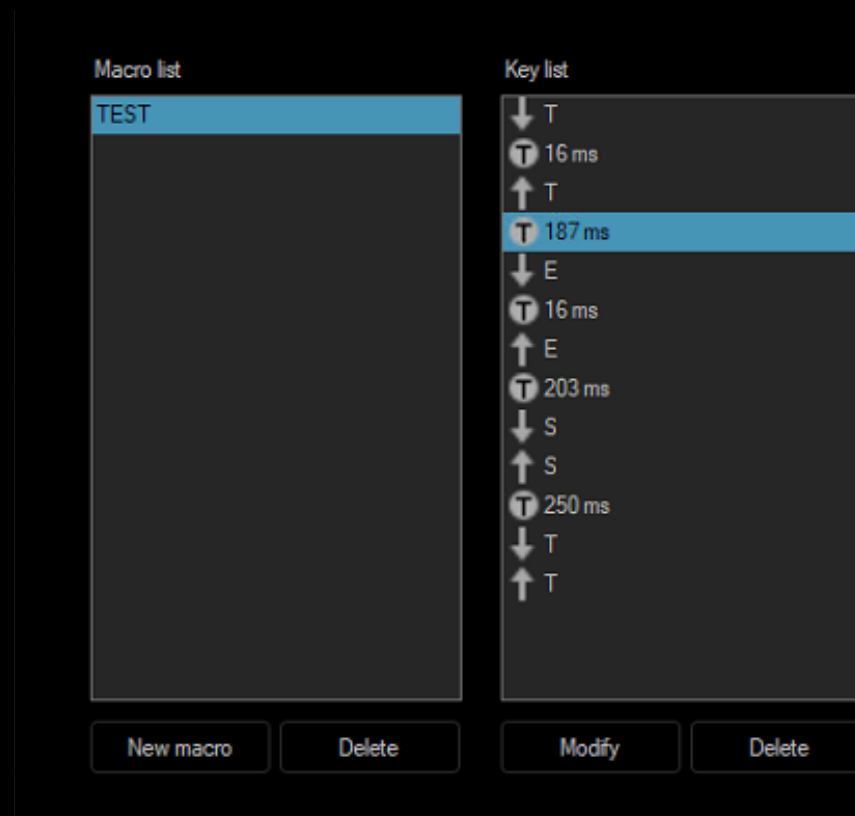 Macro list
TEST
New macro
Delete
Key list
T
T 16 ms
T
T 187 ms
E
T 16 ms
E
T 203 ms
S
S
T 250 ms
T
T
Modify
Delete